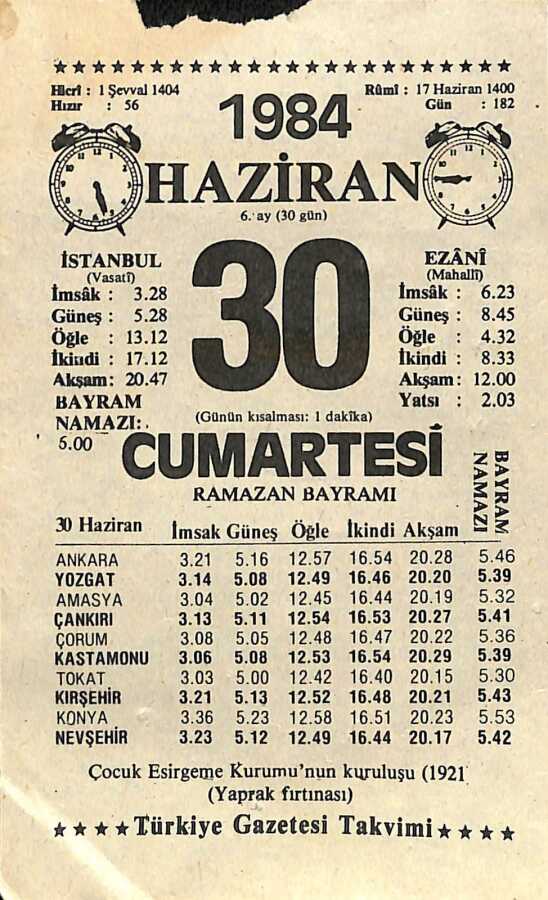 Hicrî : 1 Şevval 1404
Hızır : 56
Rûmî : 17 Haziran 1400
Gün : 182
1984
HAZİRAN
6. ay (30 gün)
30
İSTANBUL
(Vasatî)
İmsâk : 3.28
Güneş : 5.28
Öğle : 13.12
İkindi : 17.12
Akşam: 20.47
BAYRAM
NAMAZI:
5.00
EZÂNÎ
(Mahallî)
İmsâk : 6.23
Güneş : 8.45
Öğle : 4.32
İkindi : 8.33
Akşam: 12.00
Yatsı : 2.03
(Günün kısalması: 1 dakîka)
CUMARTESİ
RAMAZAN BAYRAMI
30 Haziran İmsak Güneş Öğle İkindi Akşam BAYRAM NAMAZI
ANKARA 3.21 5.16 12.57 16.54 20.28 5.46
YOZGAT 3.14 5.08 12.49 16.46 20.20 5.39
AMASYA 3.04 5.02 12.45 16.44 20.19 5.32
ÇANKIRI 3.13 5.11 12.54 16.53 20.27 5.41
ÇORUM 3.08 5.05 12.48 16.47 20.22 5.36
KASTAMONU 3.06 5.08 12.53 16.54 20.29 5.39
TOKAT 3.03 5.00 12.42 16.40 20.15 5.30
KIRŞEHİR 3.21 5.13 12.52 16.48 20.21 5.43
KONYA 3.36 5.23 12.58 16.51 20.23 5.53
NEVŞEHİR 3.23 5.12 12.49 16.44 20.17 5.42
Çocuk Esirgeme Kurumu'nun kuruluşu (1921
(Yaprak fırtınası)
Türkiye Gazetesi Takvimi